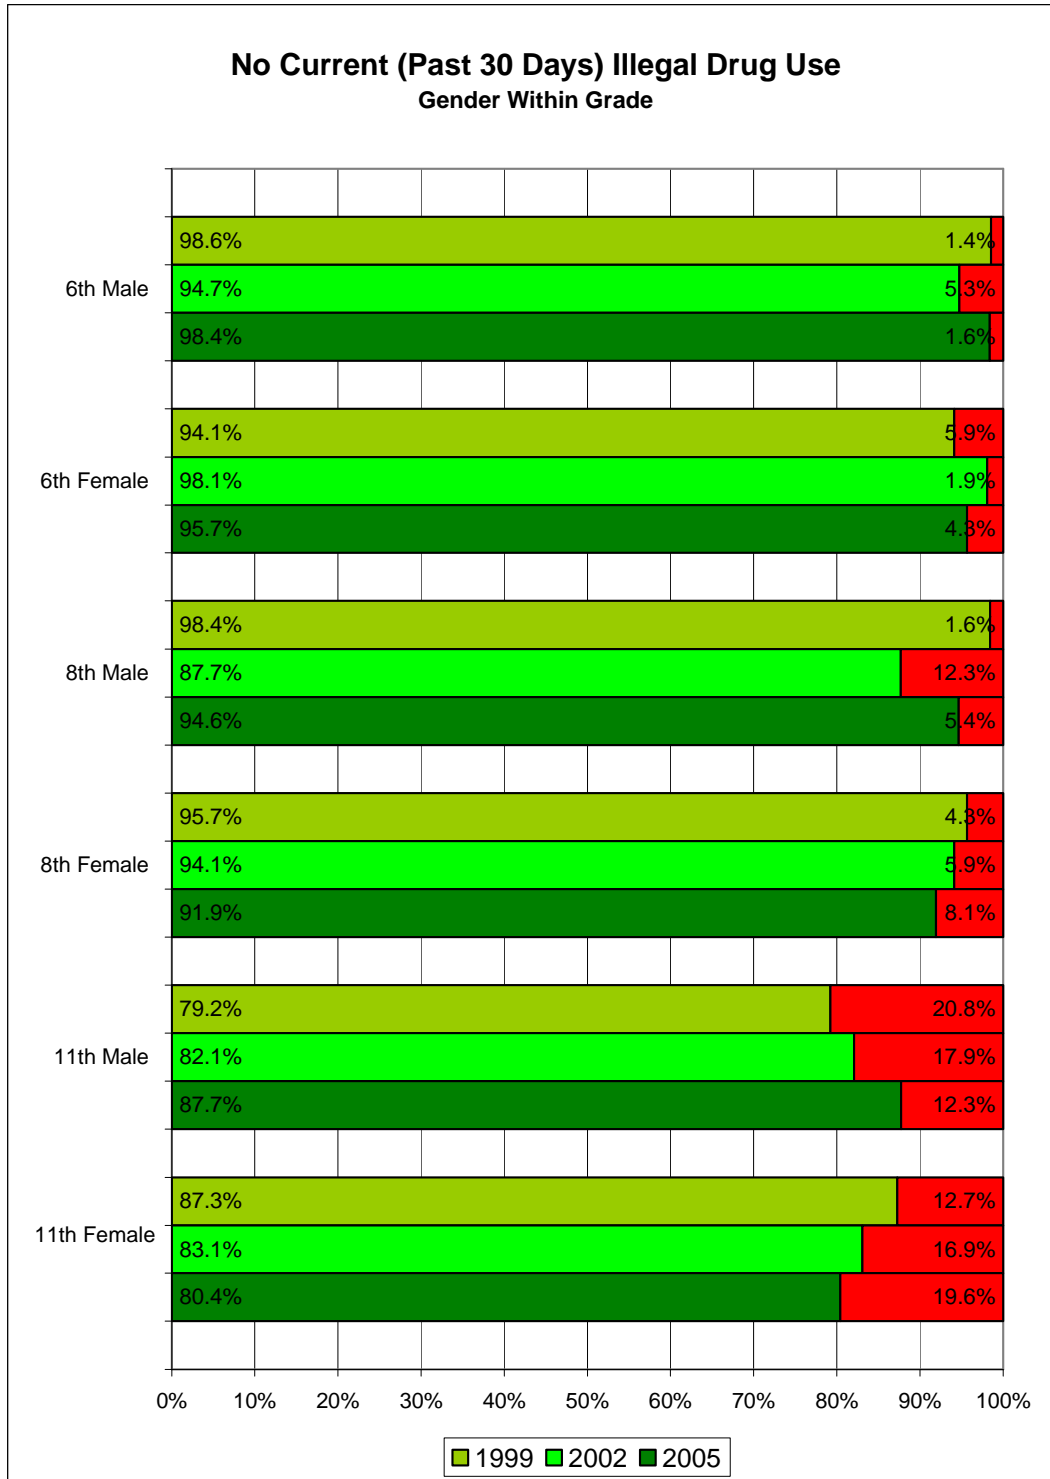 No Current (Past 30 Days) Illegal Drug Use
Gender Within Grade
98.6% 1.4%
6th Male 94.7% 5.3%
98.4% 1.6%
94.1% 5.9%
6th Female 98.1% 1.9%
95.7% 4.3%
98.4% 1.6%
8th Male 87.7% 12.3%
94.6% 5.4%
95.7% 4.3%
8th Female 94.1% 5.9%
91.9% 8.1%
79.2% 20.8%
11th Male 82.1% 17.9%
87.7% 12.3%
87.3% 12.7%
11th Female 83.1% 16.9%
80.4% 19.6%
0% 10% 20% 30% 40% 50% 60% 70% 80% 90% 100%
1999 2002 2005